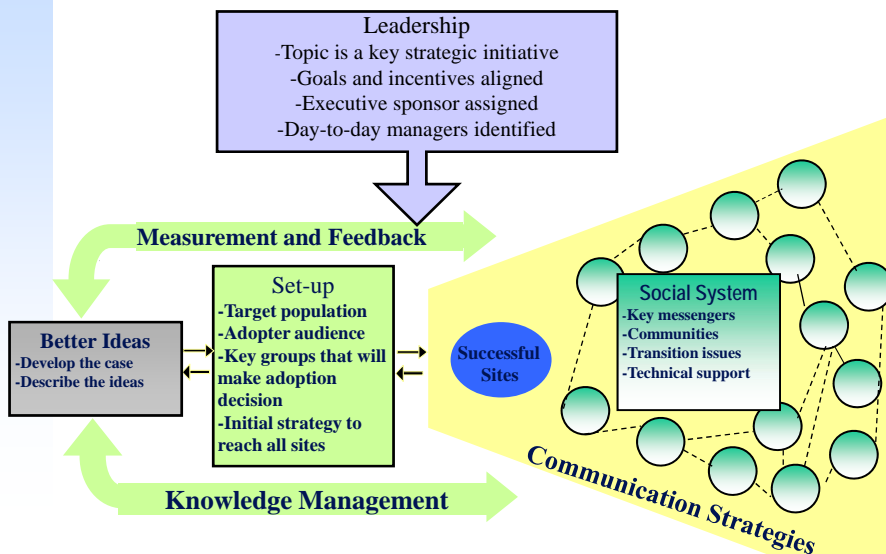 Leadership
-Topic is a key strategic initiative
-Goals and incentives aligned
-Executive sponsor assigned
-Day-to-day managers identified
Measurement and Feedback
Better Ideas
-Develop the case
-Describe the ideas
Set-up
-Target population
-Adopter audience
-Key groups that will
make adoption
decision
-Initial strategy to
reach all sites
Successful
Sites
Social System
-Key messengers
-Communities
-Transition issues
-Technical support
Knowledge Management
Communication Strategies